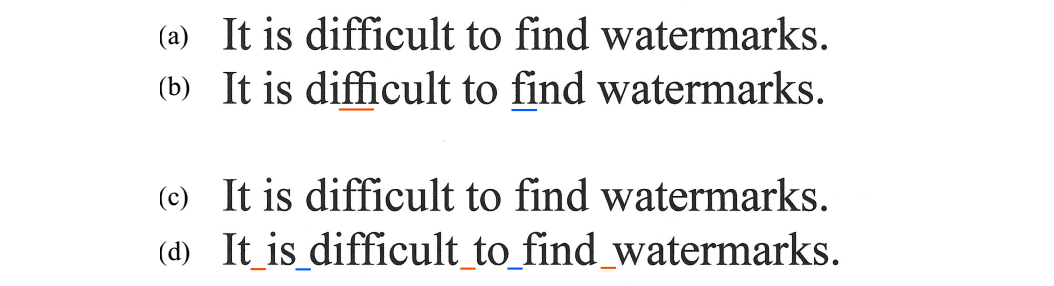 (a) It is difficult to find watermarks.
(b) It is difficult to find watermarks.
(c) It is difficult to find watermarks.
(d) It is difficult to find watermarks.